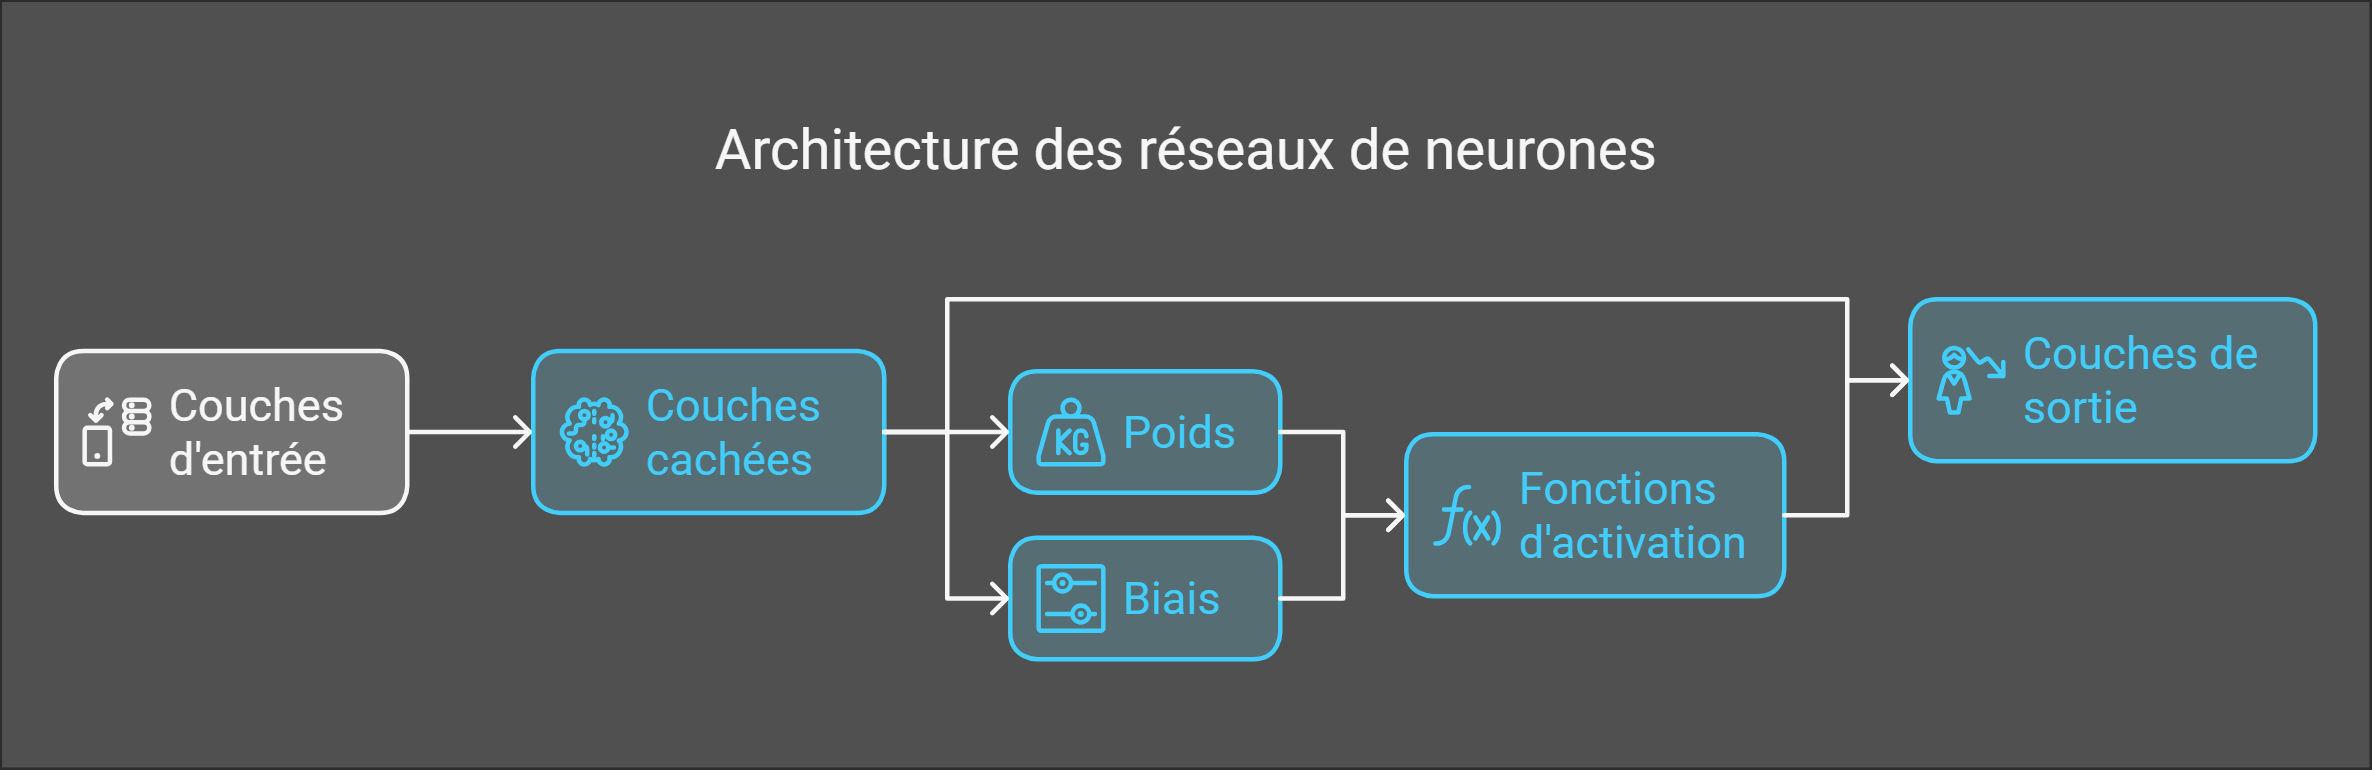 Architecture des réseaux de neurones
Couches
d'entrée
Couches
cachées
KG
Poids
Biais
f(x)
Fonctions
d'activation
Couches de
sortie